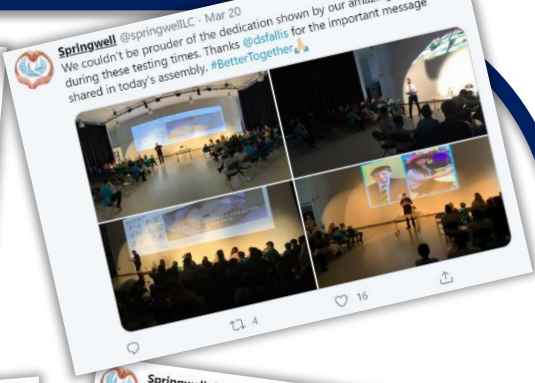 Springwell @springwellLC · Mar 20
We couldn't be prouder of the dedication shown by our amazing
during these testing times. Thanks @dsfallis for the important message
shared in today's assembly. #BetterTogether🙏
4
16